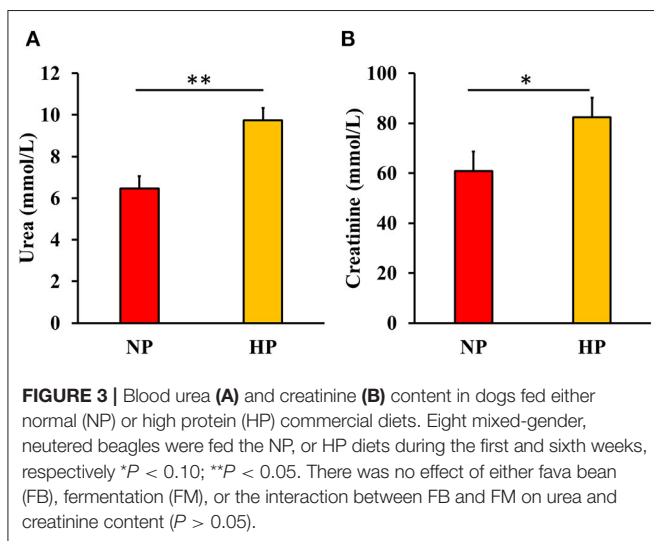 A
B
**
*
Urea (mmol/L)
12
10
8
6
4
2
0
NP
HP
Creatinine (mmol/L)
100
80
60
40
20
0
NP
HP
FIGURE 3 | Blood urea (A) and creatinine (B) content in dogs fed either
normal (NP) or high protein (HP) commercial diets. Eight mixed-gender,
neutered beagles were fed the NP, or HP diets during the first and sixth weeks,
respectively *P < 0.10; **P < 0.05. There was no effect of either fava bean
(FB), fermentation (FM), or the interaction between FB and FM on urea and
creatinine content (P > 0.05).